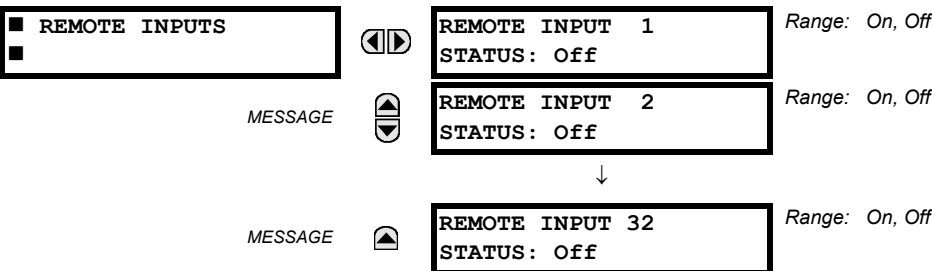 ■ REMOTE INPUTS
■
REMOTE INPUT 1
STATUS: Off
Range: On, Off
MESSAGE
REMOTE INPUT 2
STATUS: Off
Range: On, Off
↓
MESSAGE
REMOTE INPUT 32
STATUS: Off
Range: On, Off